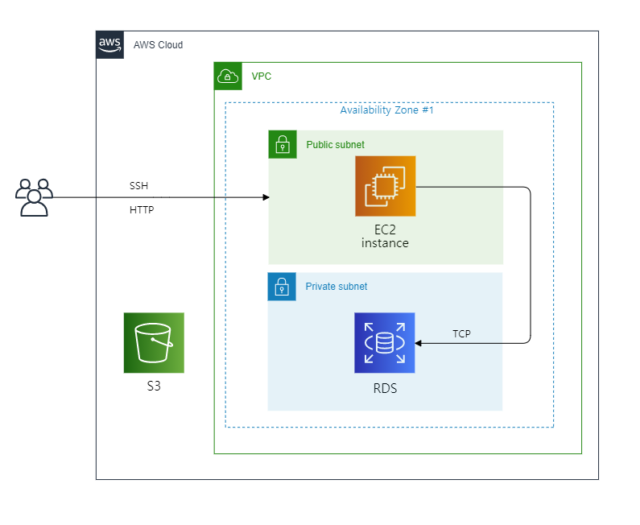 aws
AWS Cloud
VPC
Availability Zone #1
Public subnet
SSH
HTTP
EC2
instance
Private subnet
TCP
S3
RDS